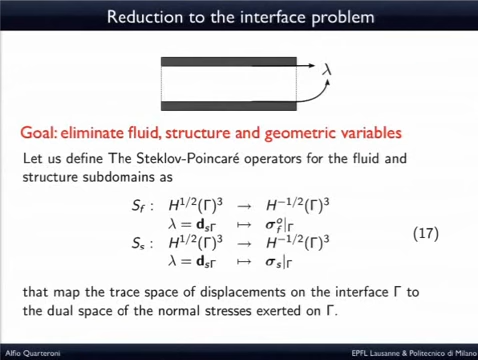 Reduction to the interface problem
λ
Goal: eliminate fluid, structure and geometric variables
Let us define The Steklov-Poincaré operators for the fluid and
structure subdomains as
S_f : H^{1/2}(Γ)^3 → H^{-1/2}(Γ)^3
λ = d_{sΓ} ↦ σ_f^o|_Γ
S_s : H^{1/2}(Γ)^3 → H^{-1/2}(Γ)^3
λ = d_{sΓ} ↦ σ_s|_Γ
(17)
that map the trace space of displacements on the interface Γ to
the dual space of the normal stresses exerted on Γ.
Alfio Quarteroni EPFL Lausanne & Politecnico di Milano